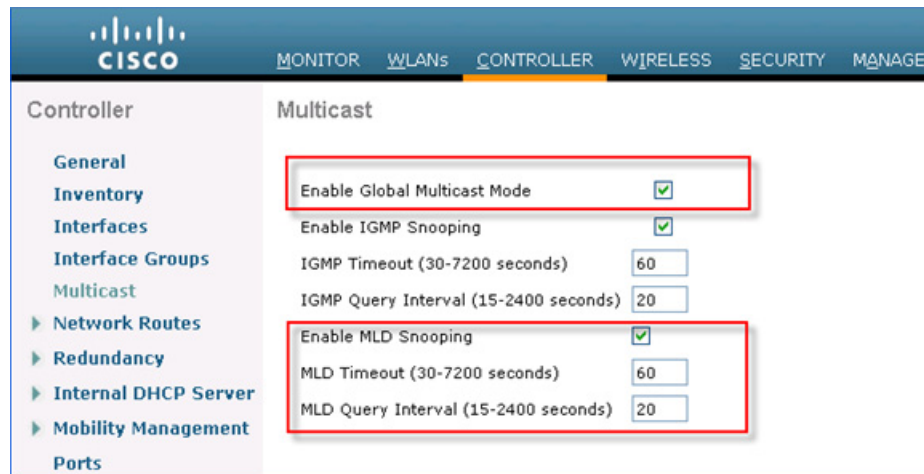 CISCO
MONITOR WLANs CONTROLLER WIRELESS SECURITY MANAGE
Controller
General
Inventory
Interfaces
Interface Groups
Multicast
Network Routes
Redundancy
Internal DHCP Server
Mobility Management
Ports
Multicast
Enable Global Multicast Mode
Enable IGMP Snooping
IGMP Timeout (30-7200 seconds) 60
IGMP Query Interval (15-2400 seconds) 20
Enable MLD Snooping
MLD Timeout (30-7200 seconds) 60
MLD Query Interval (15-2400 seconds) 20